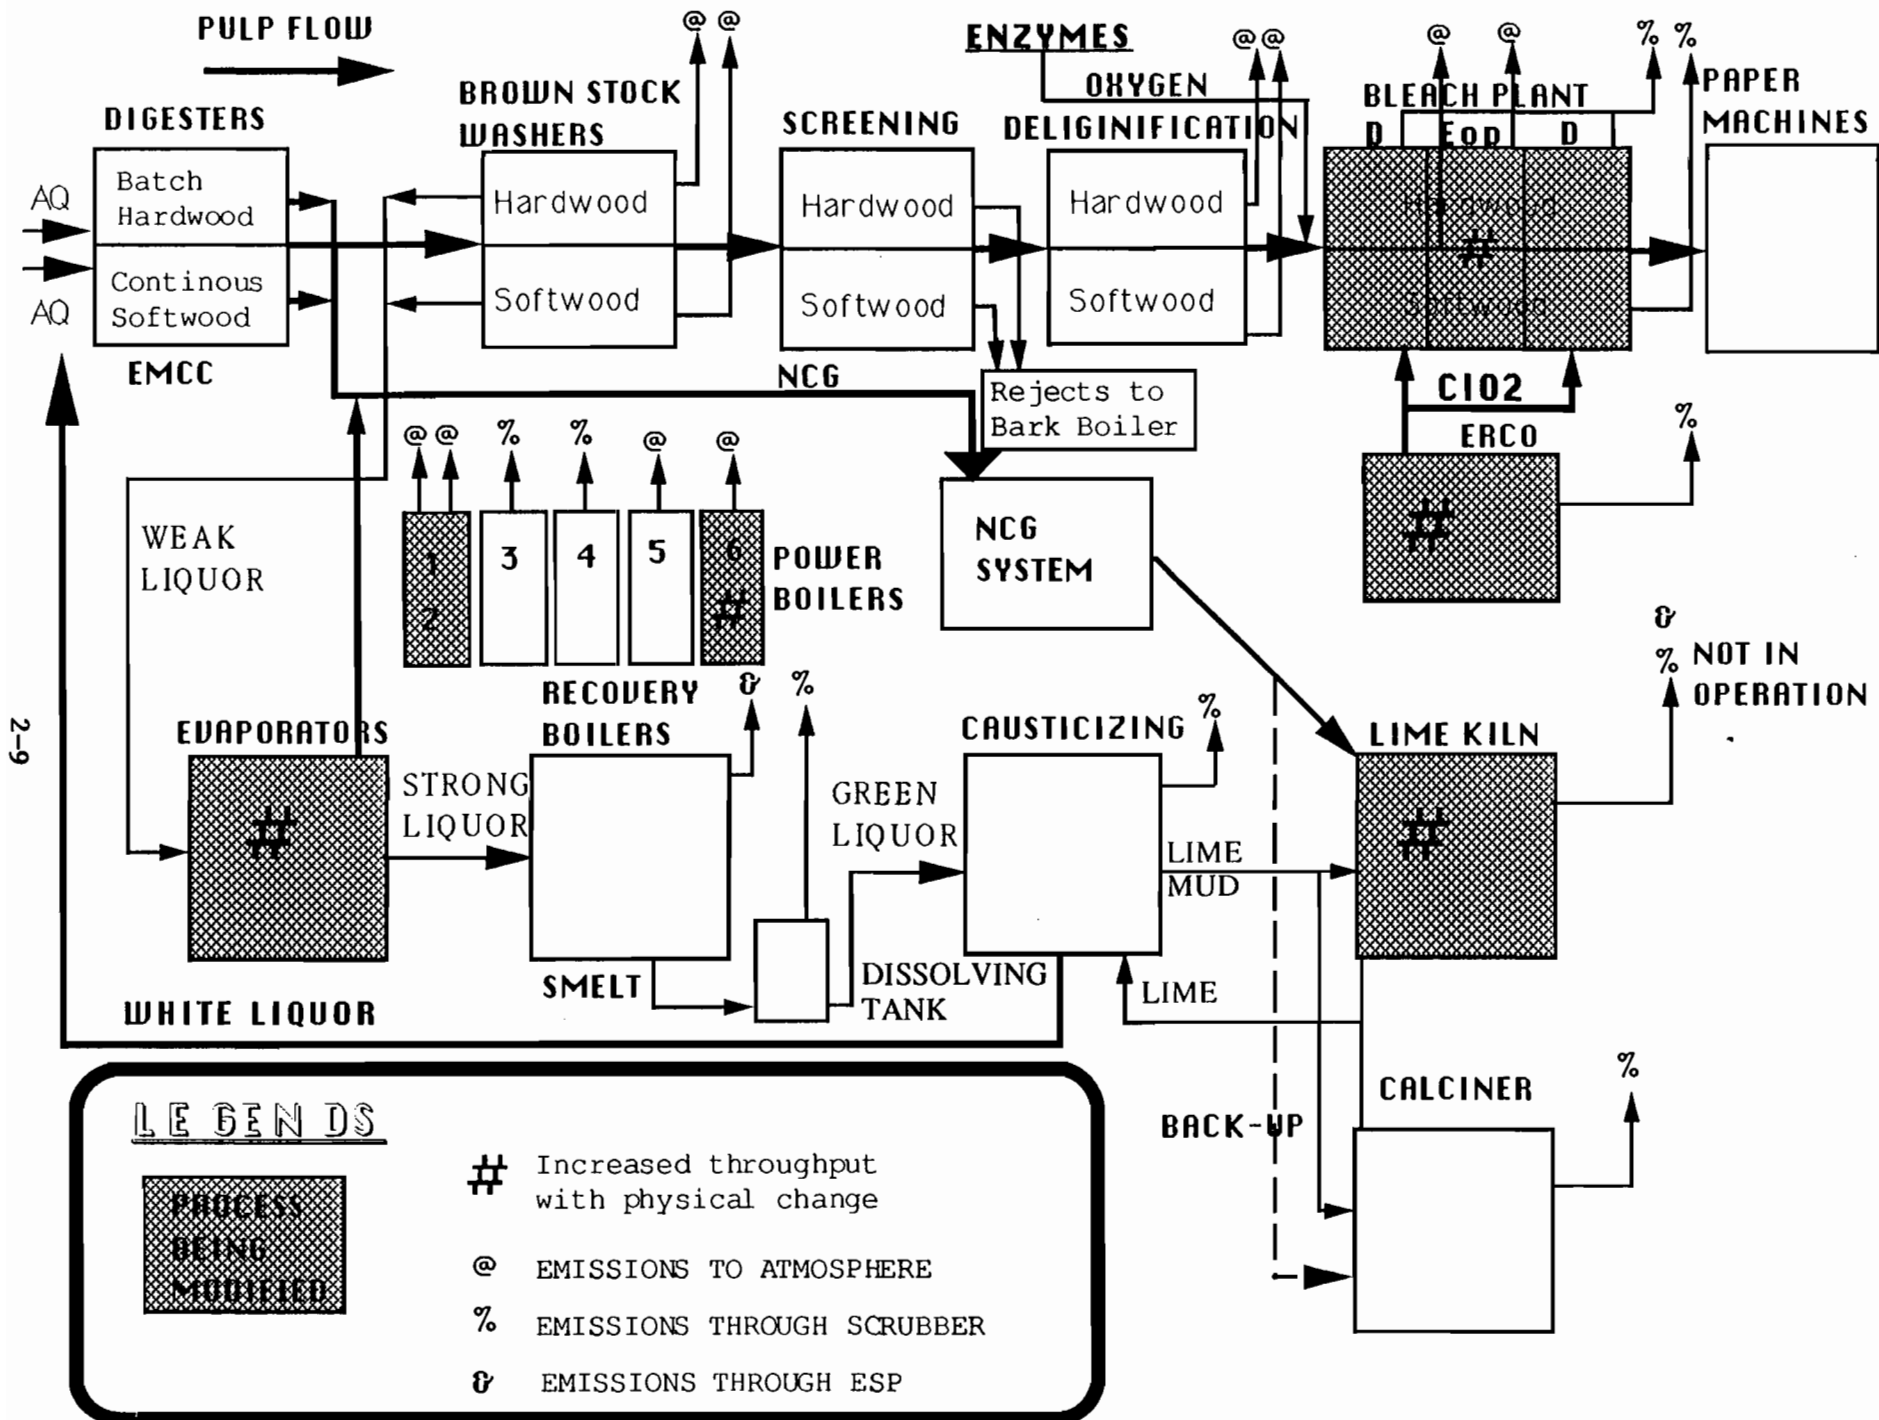 PULP FLOW
@ @
ENZYMES
@ @
@
@
% %
OXYGEN
DELIGINIFICATION
BROWN STOCK
WASHERS
DIGESTERS
SCREENING
BLEACH PLANT
D Eop D
PAPER
MACHINES
AQ
AQ
Batch
Hardwood
Continous
Softwood
EMCC
Hardwood
Softwood
Hardwood
Softwood
Hardwood
Softwood
Hardwood
#
Softwood
NCG
Rejects to
Bark Boiler
ClO2
ERCO
%
#
@ @ % % @ @
1
2
3
4
5
6
#
POWER
BOILERS
NCG
SYSTEM
WEAK
LIQUOR
&
% NOT IN
OPERATION
EVAPORATORS
#
STRONG
LIQUOR
RECOVERY
BOILERS
& %
GREEN
LIQUOR
CAUSTICIZING
%
LIME KILN
#
LIME
MUD
SMELT
DISSOLVING
TANK
LIME
WHITE LIQUOR
2-9
BACK-UP
CALCINER
%
LEGENDS
PROCESS
BEING
MODIFIED
# Increased throughput
with physical change
@ EMISSIONS TO ATMOSPHERE
% EMISSIONS THROUGH SCRUBBER
& EMISSIONS THROUGH ESP